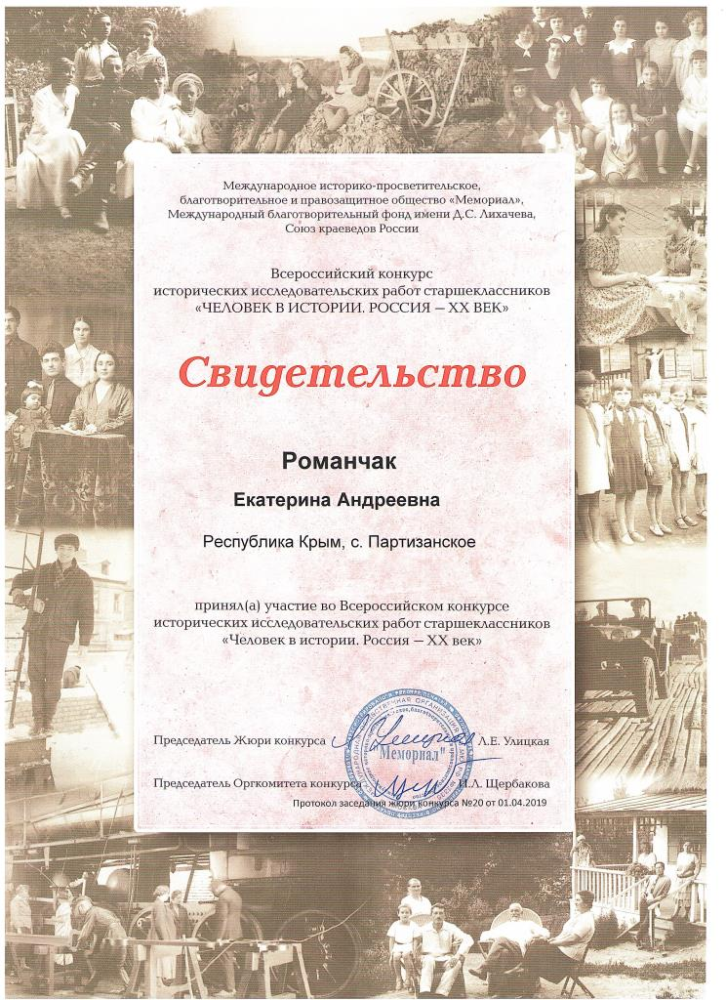 Международное историко-просветительское,
благотворительное и правозащитное общество «Мемориал»,
Международный благотворительный фонд имени Д.С. Лихачева,
Союз краеведов России
Всероссийский конкурс
исторических исследовательских работ старшеклассников
«ЧЕЛОВЕК В ИСТОРИИ. РОССИЯ — XX ВЕК»
Свидетельство
Романчак
Екатерина Андреевна
Республика Крым, с. Партизанское
принял(а) участие во Всероссийском конкурсе
исторических исследовательских работ старшеклассников
«Человек в истории. Россия — XX век»
Председатель Жюри конкурса Л.Е. Улицкая
Мемориал"
Председатель Оргкомитета конкурса И.Л. Щербакова
Протокол заседания жюри конкурса №20 от 01.04.2019